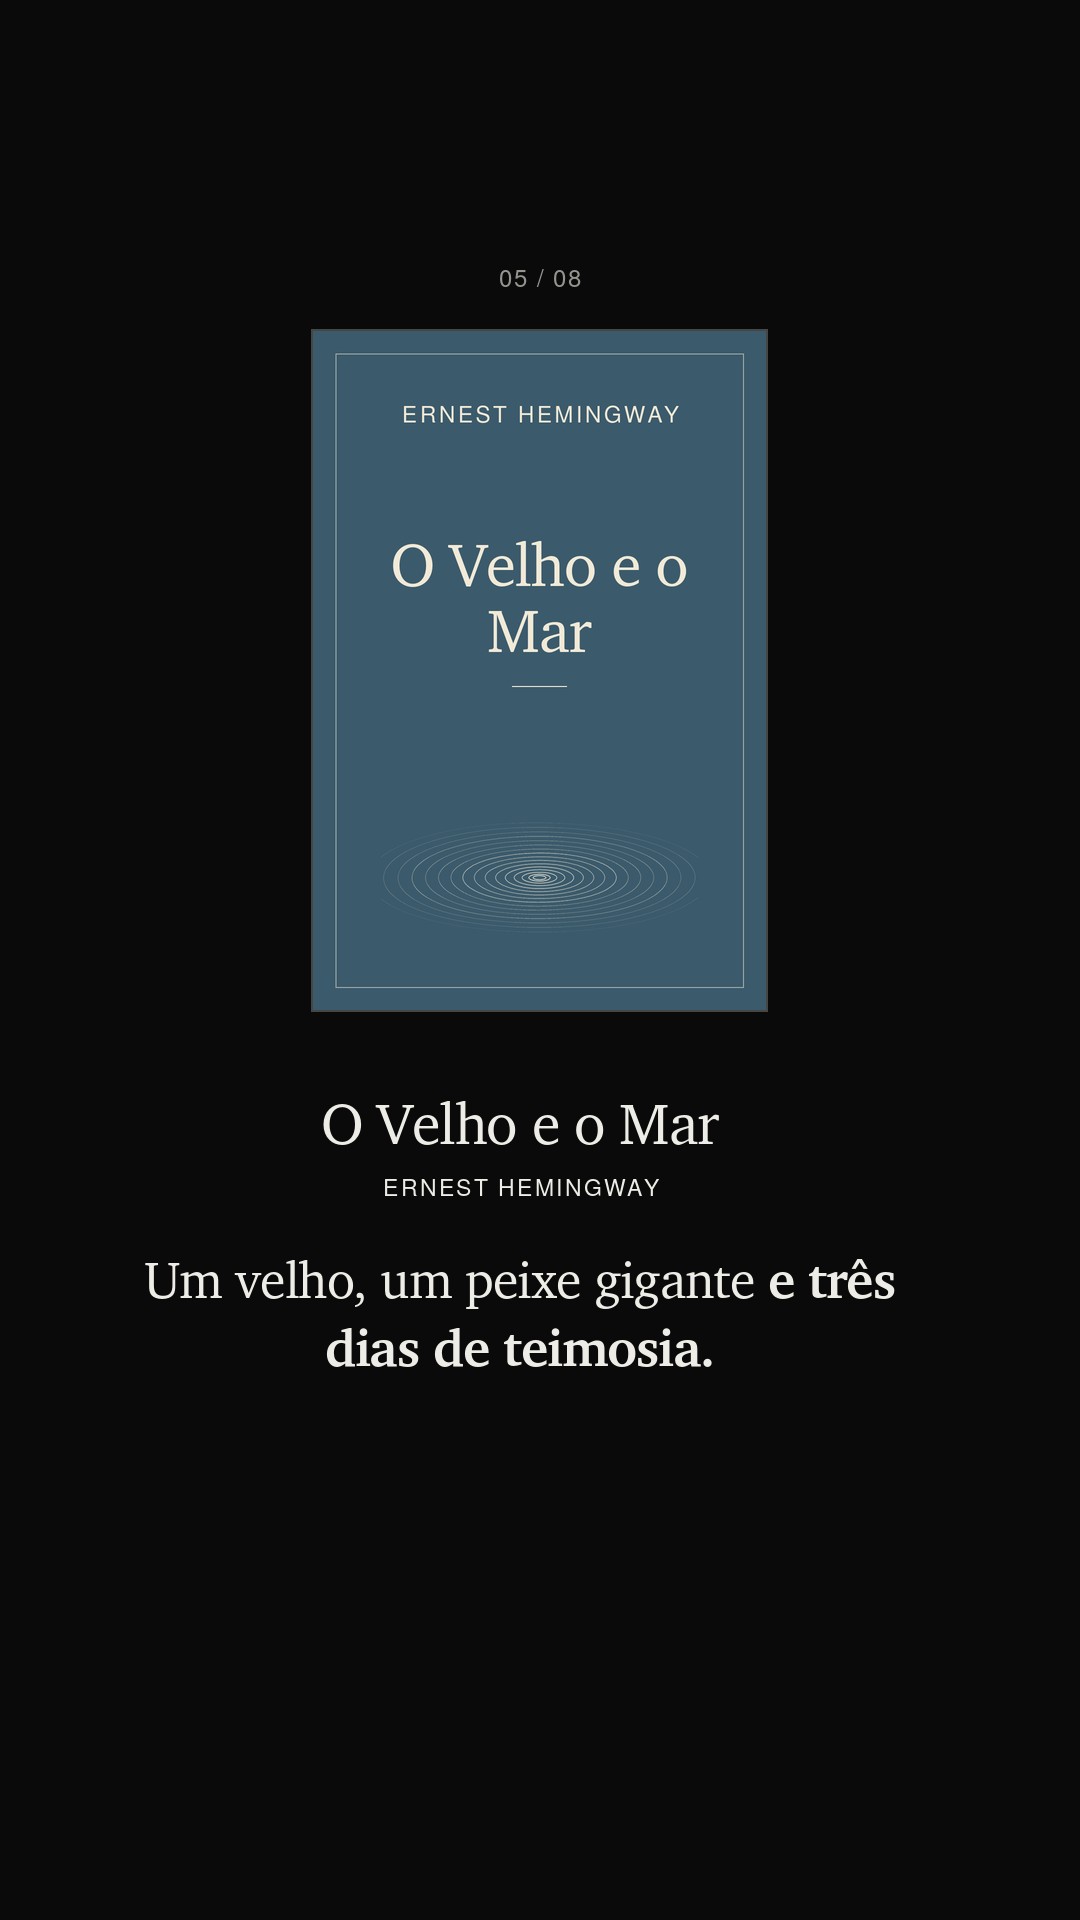 05 / 08
ERNEST HEMINGWAY
O Velho e o
Mar
O Velho e o Mar
ERNEST HEMINGWAY
Um velho, um peixe gigante e três
dias de teimosia.